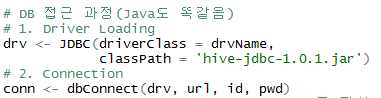 # DB 접근 과정(Java도 똑같음)
# 1. Driver Loading
drv <- JDBC(driverClass = drvName,
classPath = 'hive-jdbc-1.0.1.jar')
# 2. Connection
conn <- dbConnect(drv, url, id, pwd)